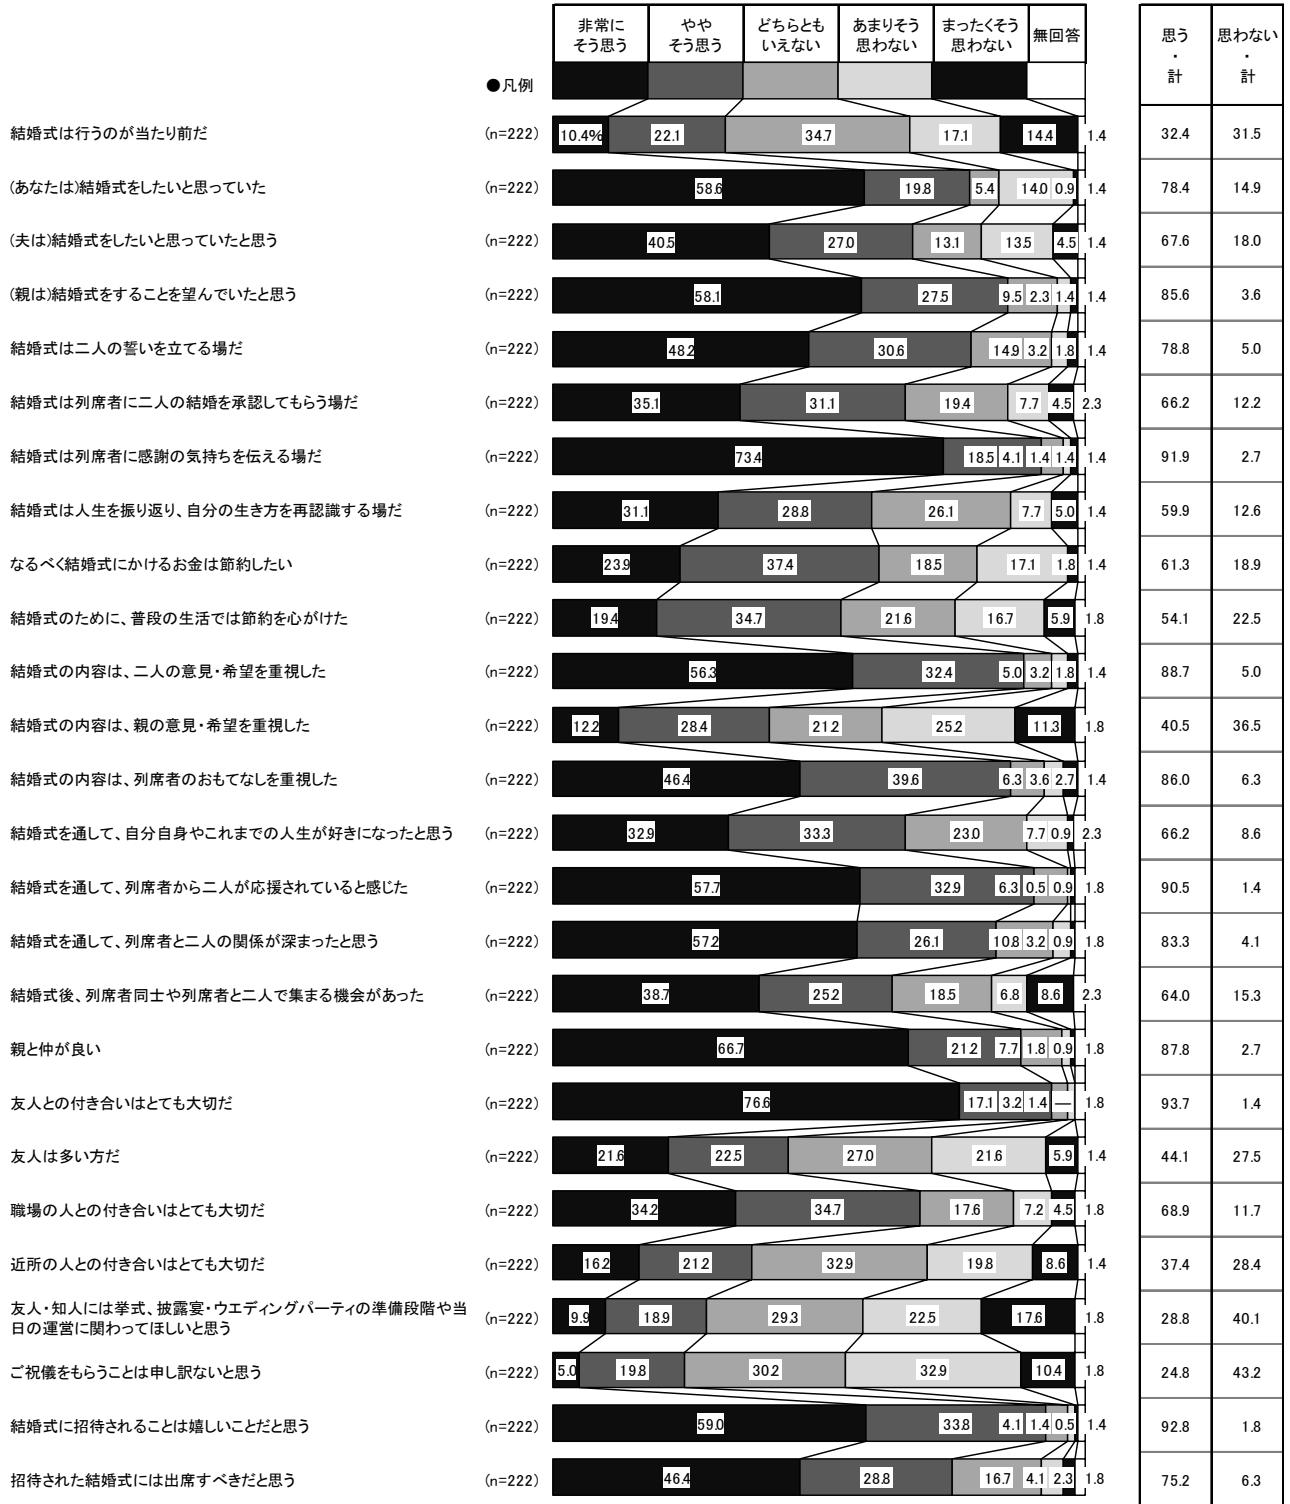 非常に
そう思う
やや
そう思う
どちらとも
いえない
あまりそう
思わない
まったくそう
思わない
無回答
思う
・
計
思わない
・
計
●凡例
結婚式は行うのが当たり前だ (n=222) 10.4% 22.1 34.7 17.1 14.4 1.4 32.4 31.5
(あなたは)結婚式をしたいと思っていた (n=222) 58.6 19.8 5.4 14.0 0.9 1.4 78.4 14.9
(夫は)結婚式をしたいと思っていたと思う (n=222) 40.5 27.0 13.1 13.5 4.5 1.4 67.6 18.0
(親は)結婚式をすることを望んでいたと思う (n=222) 58.1 27.5 9.5 2.3 1.4 1.4 85.6 3.6
結婚式は二人の誓いを立てる場だ (n=222) 48.2 30.6 14.9 3.2 1.8 1.4 78.8 5.0
結婚式は列席者に二人の結婚を承認してもらう場だ (n=222) 35.1 31.1 19.4 7.7 4.5 2.3 66.2 12.2
結婚式は列席者に感謝の気持ちを伝える場だ (n=222) 73.4 18.5 4.1 1.4 1.4 1.4 91.9 2.7
結婚式は人生を振り返り、自分の生き方を再認識する場だ (n=222) 31.1 28.8 26.1 7.7 5.0 1.4 59.9 12.6
なるべく結婚式にかけるお金は節約したい (n=222) 23.9 37.4 18.5 17.1 1.8 1.4 61.3 18.9
結婚式のために、普段の生活では節約を心がけた (n=222) 19.4 34.7 21.6 16.7 5.9 1.8 54.1 22.5
結婚式の内容は、二人の意見・希望を重視した (n=222) 56.3 32.4 5.0 3.2 1.8 1.4 88.7 5.0
結婚式の内容は、親の意見・希望を重視した (n=222) 12.2 28.4 21.2 25.2 11.3 1.8 40.5 36.5
結婚式の内容は、列席者のおもてなしを重視した (n=222) 46.4 39.6 6.3 3.6 2.7 1.4 86.0 6.3
結婚式を通して、自分自身やこれまでの人生が好きになったと思う (n=222) 32.9 33.3 23.0 7.7 0.9 2.3 66.2 8.6
結婚式を通して、列席者から二人が応援されていると感じた (n=222) 57.7 32.9 6.3 0.5 0.9 1.8 90.5 1.4
結婚式を通して、列席者と二人の関係が深まったと思う (n=222) 57.2 26.1 10.8 3.2 0.9 1.8 83.3 4.1
結婚式後、列席者同士や列席者と二人で集まる機会があった (n=222) 38.7 25.2 18.5 6.8 8.6 2.3 64.0 15.3
親と仲が良い (n=222) 66.7 21.2 7.7 1.8 0.9 1.8 87.8 2.7
友人との付き合いはとても大切だ (n=222) 76.6 17.1 3.2 1.4 — 1.8 93.7 1.4
友人は多い方だ (n=222) 21.6 22.5 27.0 21.6 5.9 1.4 44.1 27.5
職場の人との付き合いはとても大切だ (n=222) 34.2 34.7 17.6 7.2 4.5 1.8 68.9 11.7
近所の人との付き合いはとても大切だ (n=222) 16.2 21.2 32.9 19.8 8.6 1.4 37.4 28.4
友人・知人には挙式、披露宴・ウエディングパーティの準備段階や当
日の運営に関わってほしいと思う (n=222) 9.9 18.9 29.3 22.5 17.6 1.8 28.8 40.1
ご祝儀をもらうことは申し訳ないと思う (n=222) 5.0 19.8 30.2 32.9 10.4 1.8 24.8 43.2
結婚式に招待されることは嬉しいことだと思う (n=222) 59.0 33.8 4.1 1.4 0.5 1.4 92.8 1.8
招待された結婚式には出席すべきだと思う (n=222) 46.4 28.8 16.7 4.1 2.3 1.8 75.2 6.3